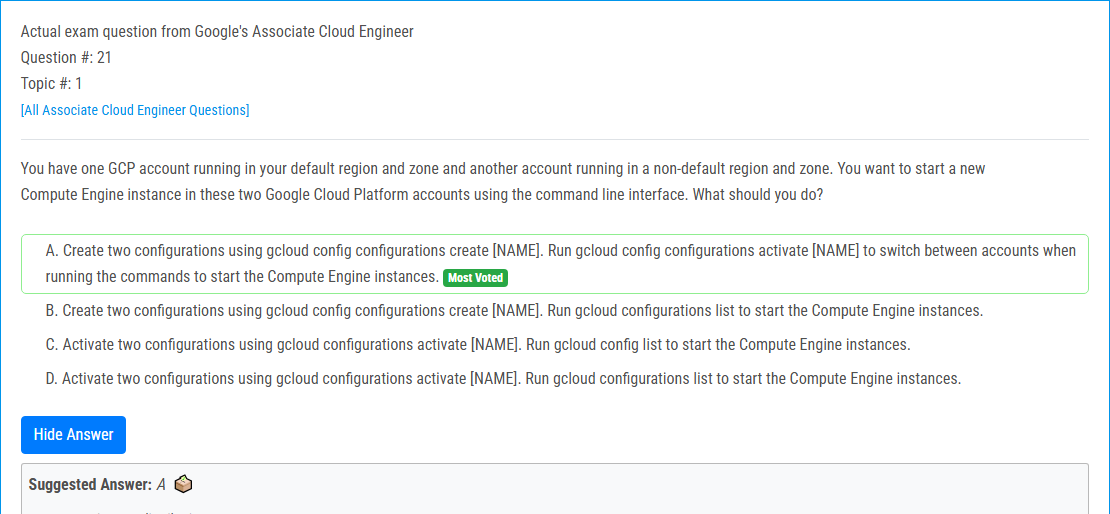 Actual exam question from Google's Associate Cloud Engineer
Question #: 21
Topic #: 1
[All Associate Cloud Engineer Questions]
You have one GCP account running in your default region and zone and another account running in a non-default region and zone. You want to start a new
Compute Engine instance in these two Google Cloud Platform accounts using the command line interface. What should you do?
A. Create two configurations using gcloud config configurations create [NAME]. Run gcloud config configurations activate [NAME] to switch between accounts when
running the commands to start the Compute Engine instances. Most Voted
B. Create two configurations using gcloud config configurations create [NAME]. Run gcloud configurations list to start the Compute Engine instances.
C. Activate two configurations using gcloud configurations activate [NAME]. Run gcloud config list to start the Compute Engine instances.
D. Activate two configurations using gcloud configurations activate [NAME]. Run gcloud configurations list to start the Compute Engine instances.
Hide Answer
Suggested Answer: A